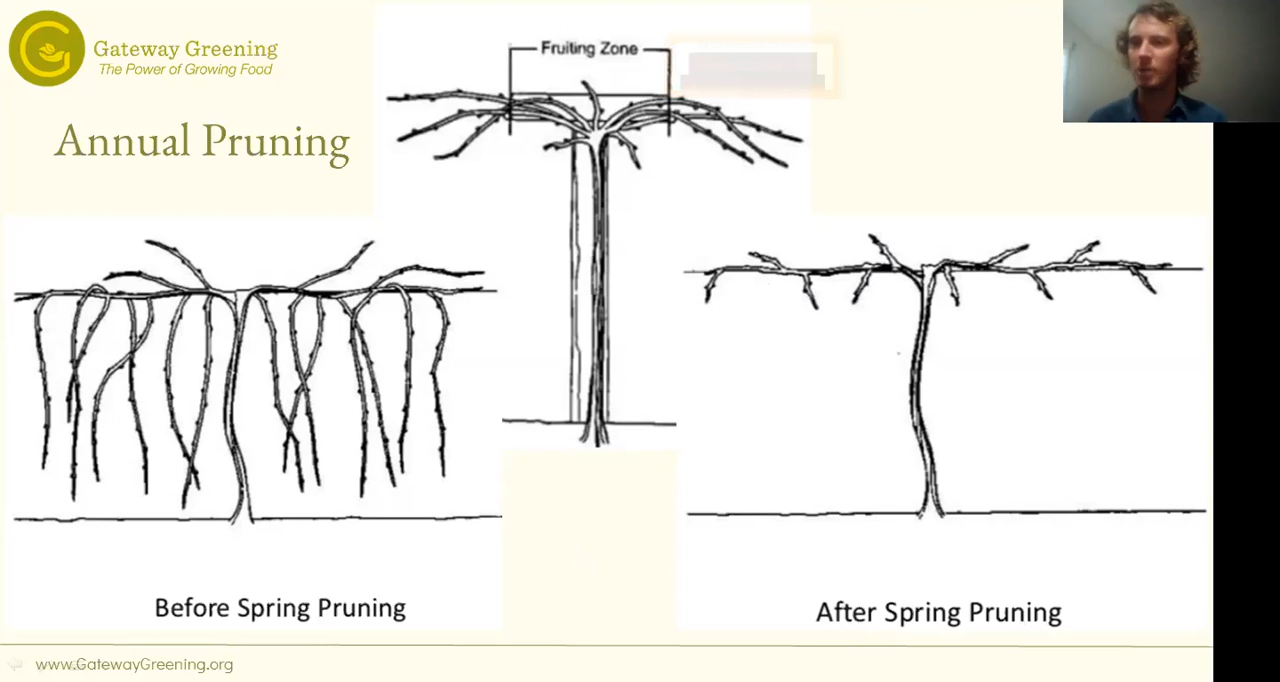 Gateway Greening
The Power of Growing Food
Annual Pruning
Fruiting Zone
Before Spring Pruning
After Spring Pruning
www.GatewayGreening.org